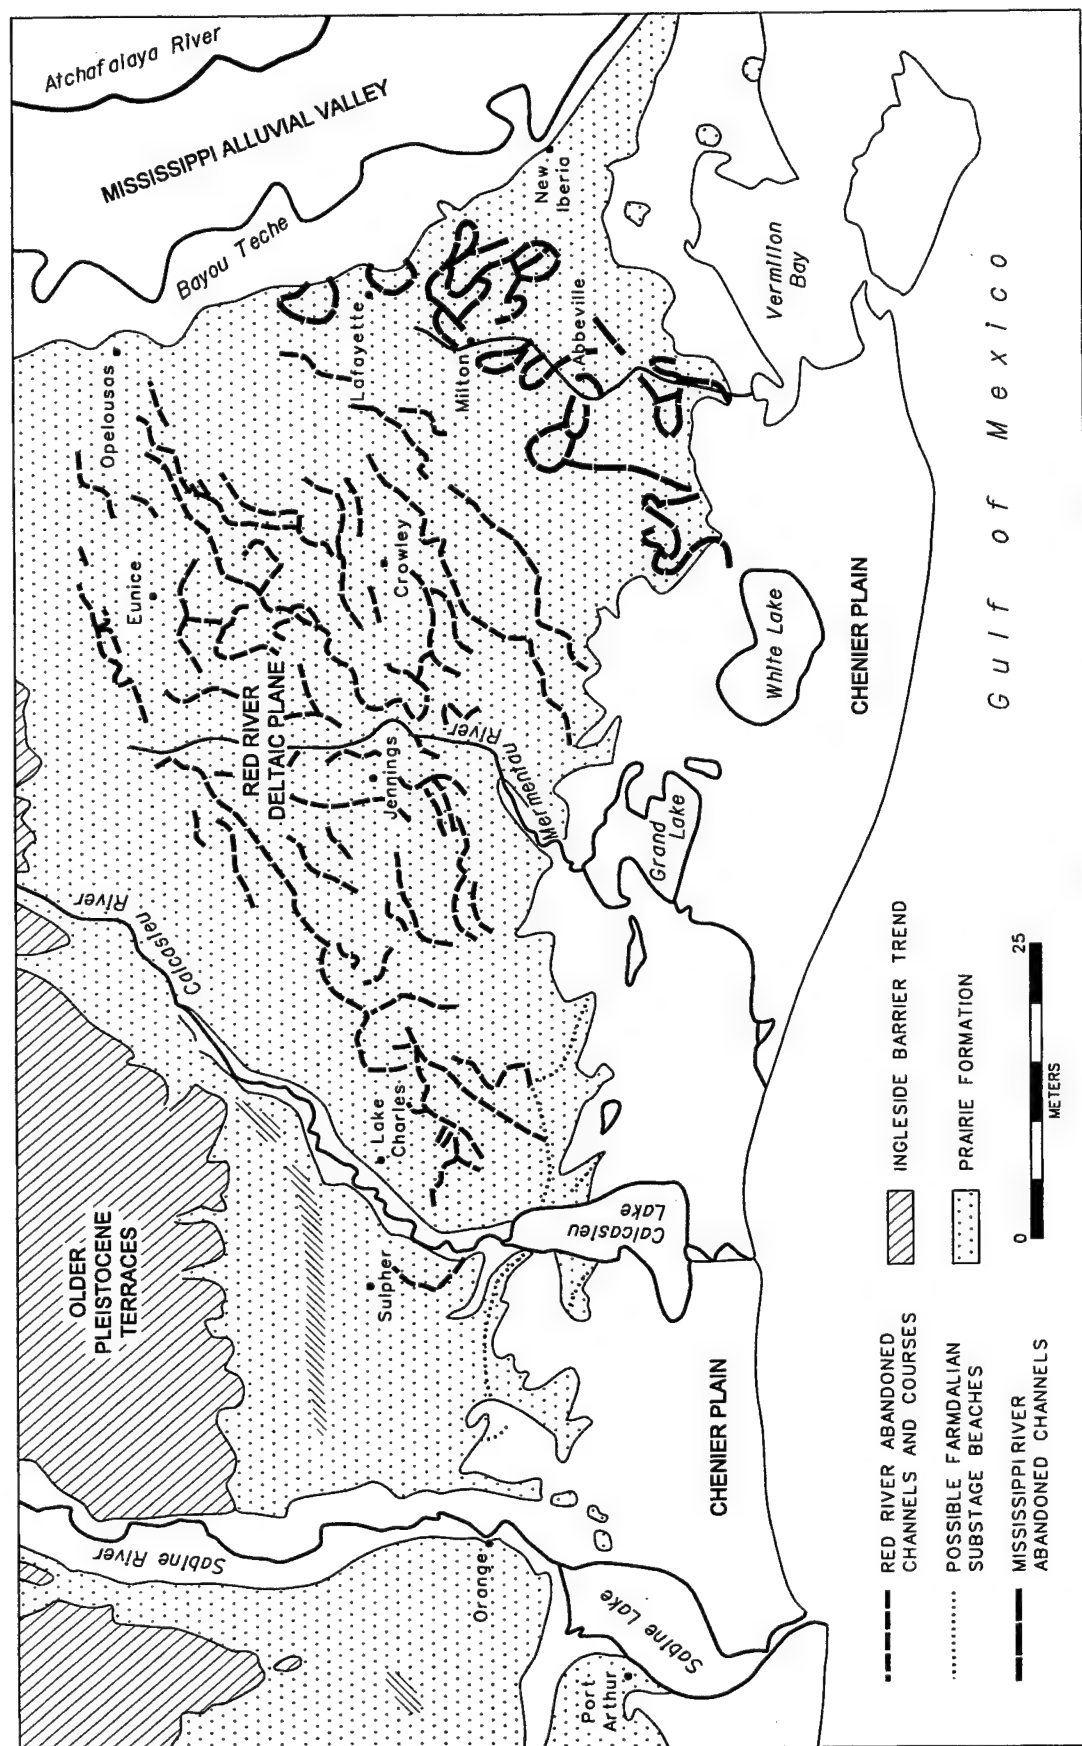 Atchafalaya River
MISSISSIPPI ALLUVIAL VALLEY
Bayou Teche
New
Iberia
Opelousas
Lafayette
Milton
Abbeville
Vermilion
Bay
Eunice
Crowley
RED RIVER
DELTAIC PLANE
Jennings
Mermentau
River
White Lake
CHENIER PLAIN
Gulf of Mexico
Grand
Lake
Calcasieu
River
Lake
Charles
OLDER
PLEISTOCENE
TERRACES
Sulpher
Calcasieu
Lake
CHENIER PLAIN
Sabine River
Orange
Sabine Lake
Port
Arthur
RED RIVER ABANDONED
CHANNELS AND COURSES
POSSIBLE FARMDALIAN
SUBSTAGE BEACHES
MISSISSIPPI RIVER
ABANDONED CHANNELS
INGLESIDE BARRIER TREND
PRAIRIE FORMATION
0
25
METERS